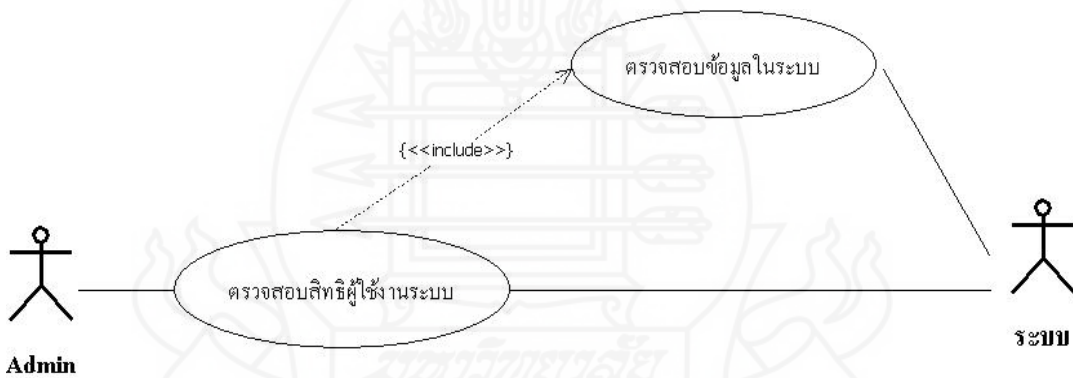 ตรวจสอบข้อมูลในระบบ
{<<include>>}
ตรวจสอบสิทธิผู้ใช้งานระบบ
ระบบ
Admin